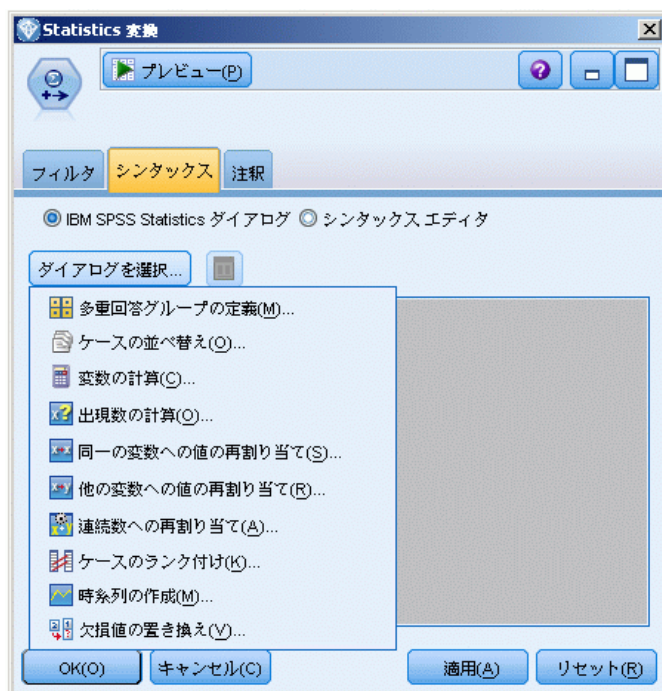 Statistics 変換
プレビュー(P)
フィルタ シンタックス 注釈
IBM SPSS Statistics ダイアログ シンタックス エディタ
ダイアログを選択...
多重回答グループの定義(M)...
ケースの並べ替え(O)...
変数の計算(C)...
出現数の計算(O)...
同一の変数への値の再割り当て(S)...
他の変数への値の再割り当て(R)...
連続数への再割り当て(A)...
ケースのランク付け(K)...
時系列の作成(M)...
欠損値の置き換え(V)...
OK(O) キャンセル(C) 適用(A) リセット(R)